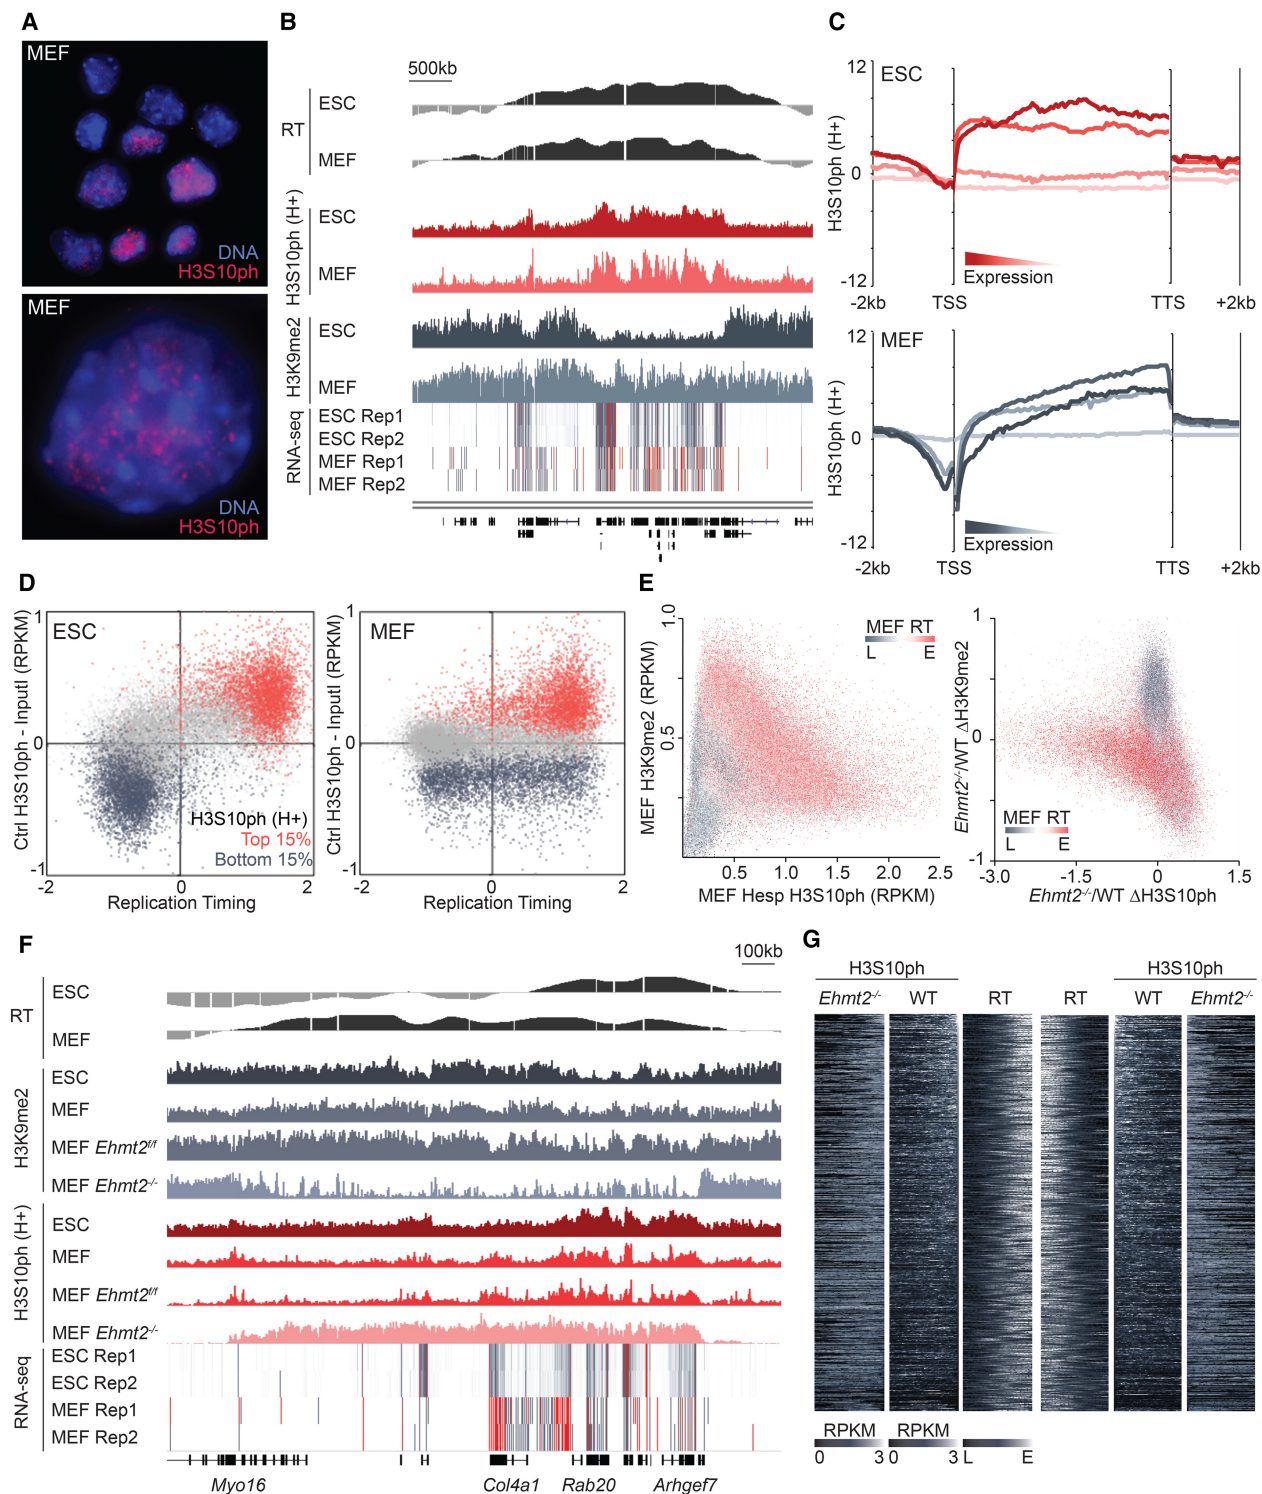 A
MEF
DNA
H3S10ph
MEF
DNA
H3S10ph
B
500kb
RT
ESC
MEF
H3S10ph (H+)
ESC
MEF
H3K9me2
ESC
MEF
RNA-seq
ESC Rep1
ESC Rep2
MEF Rep1
MEF Rep2
C
12
ESC
H3S10ph (H+)
0
Expression
-12
-2kb TSS TTS +2kb
12
MEF
H3S10ph (H+)
0
Expression
-12
-2kb TSS TTS +2kb
D
1
ESC
Ctrl H3S10ph - Inputl (RPKM)
0
H3S10ph (H+)
Top 15%
Bottom 15%
-1
-2 0 2
Replication Timing
1
MEF
Ctrl H3S10ph - Inputl (RPKM)
0
-1
-2 0 2
Replication Timing
E
1.0
MEF RT
L E
MEF H3K9me2 (RPKM)
0.5
0.5 1.0 1.5 2.0 2.5
MEF Hesp H3S10ph (RPKM)
1
Ehmt2-/-/WT ΔH3K9me2
0
MEF RT
L E
-1
-3.0 -1.5 0 1.5
Ehmt2-/-/WT ΔH3S10ph
F
100kb
RT
ESC
MEF
H3K9me2
ESC
MEF
MEF Ehmt2f/f
MEF Ehmt2-/-
H3S10ph (H+)
ESC
MEF
MEF Ehmt2f/f
MEF Ehmt2-/-
RNA-seq
ESC Rep1
ESC Rep2
MEF Rep1
MEF Rep2
Myo16 Col4a1 Rab20 Arhgef7
G
H3S10ph H3S10ph
Ehmt2-/- WT RT RT WT Ehmt2-/-
RPKM RPKM
0 3 0 3 L E